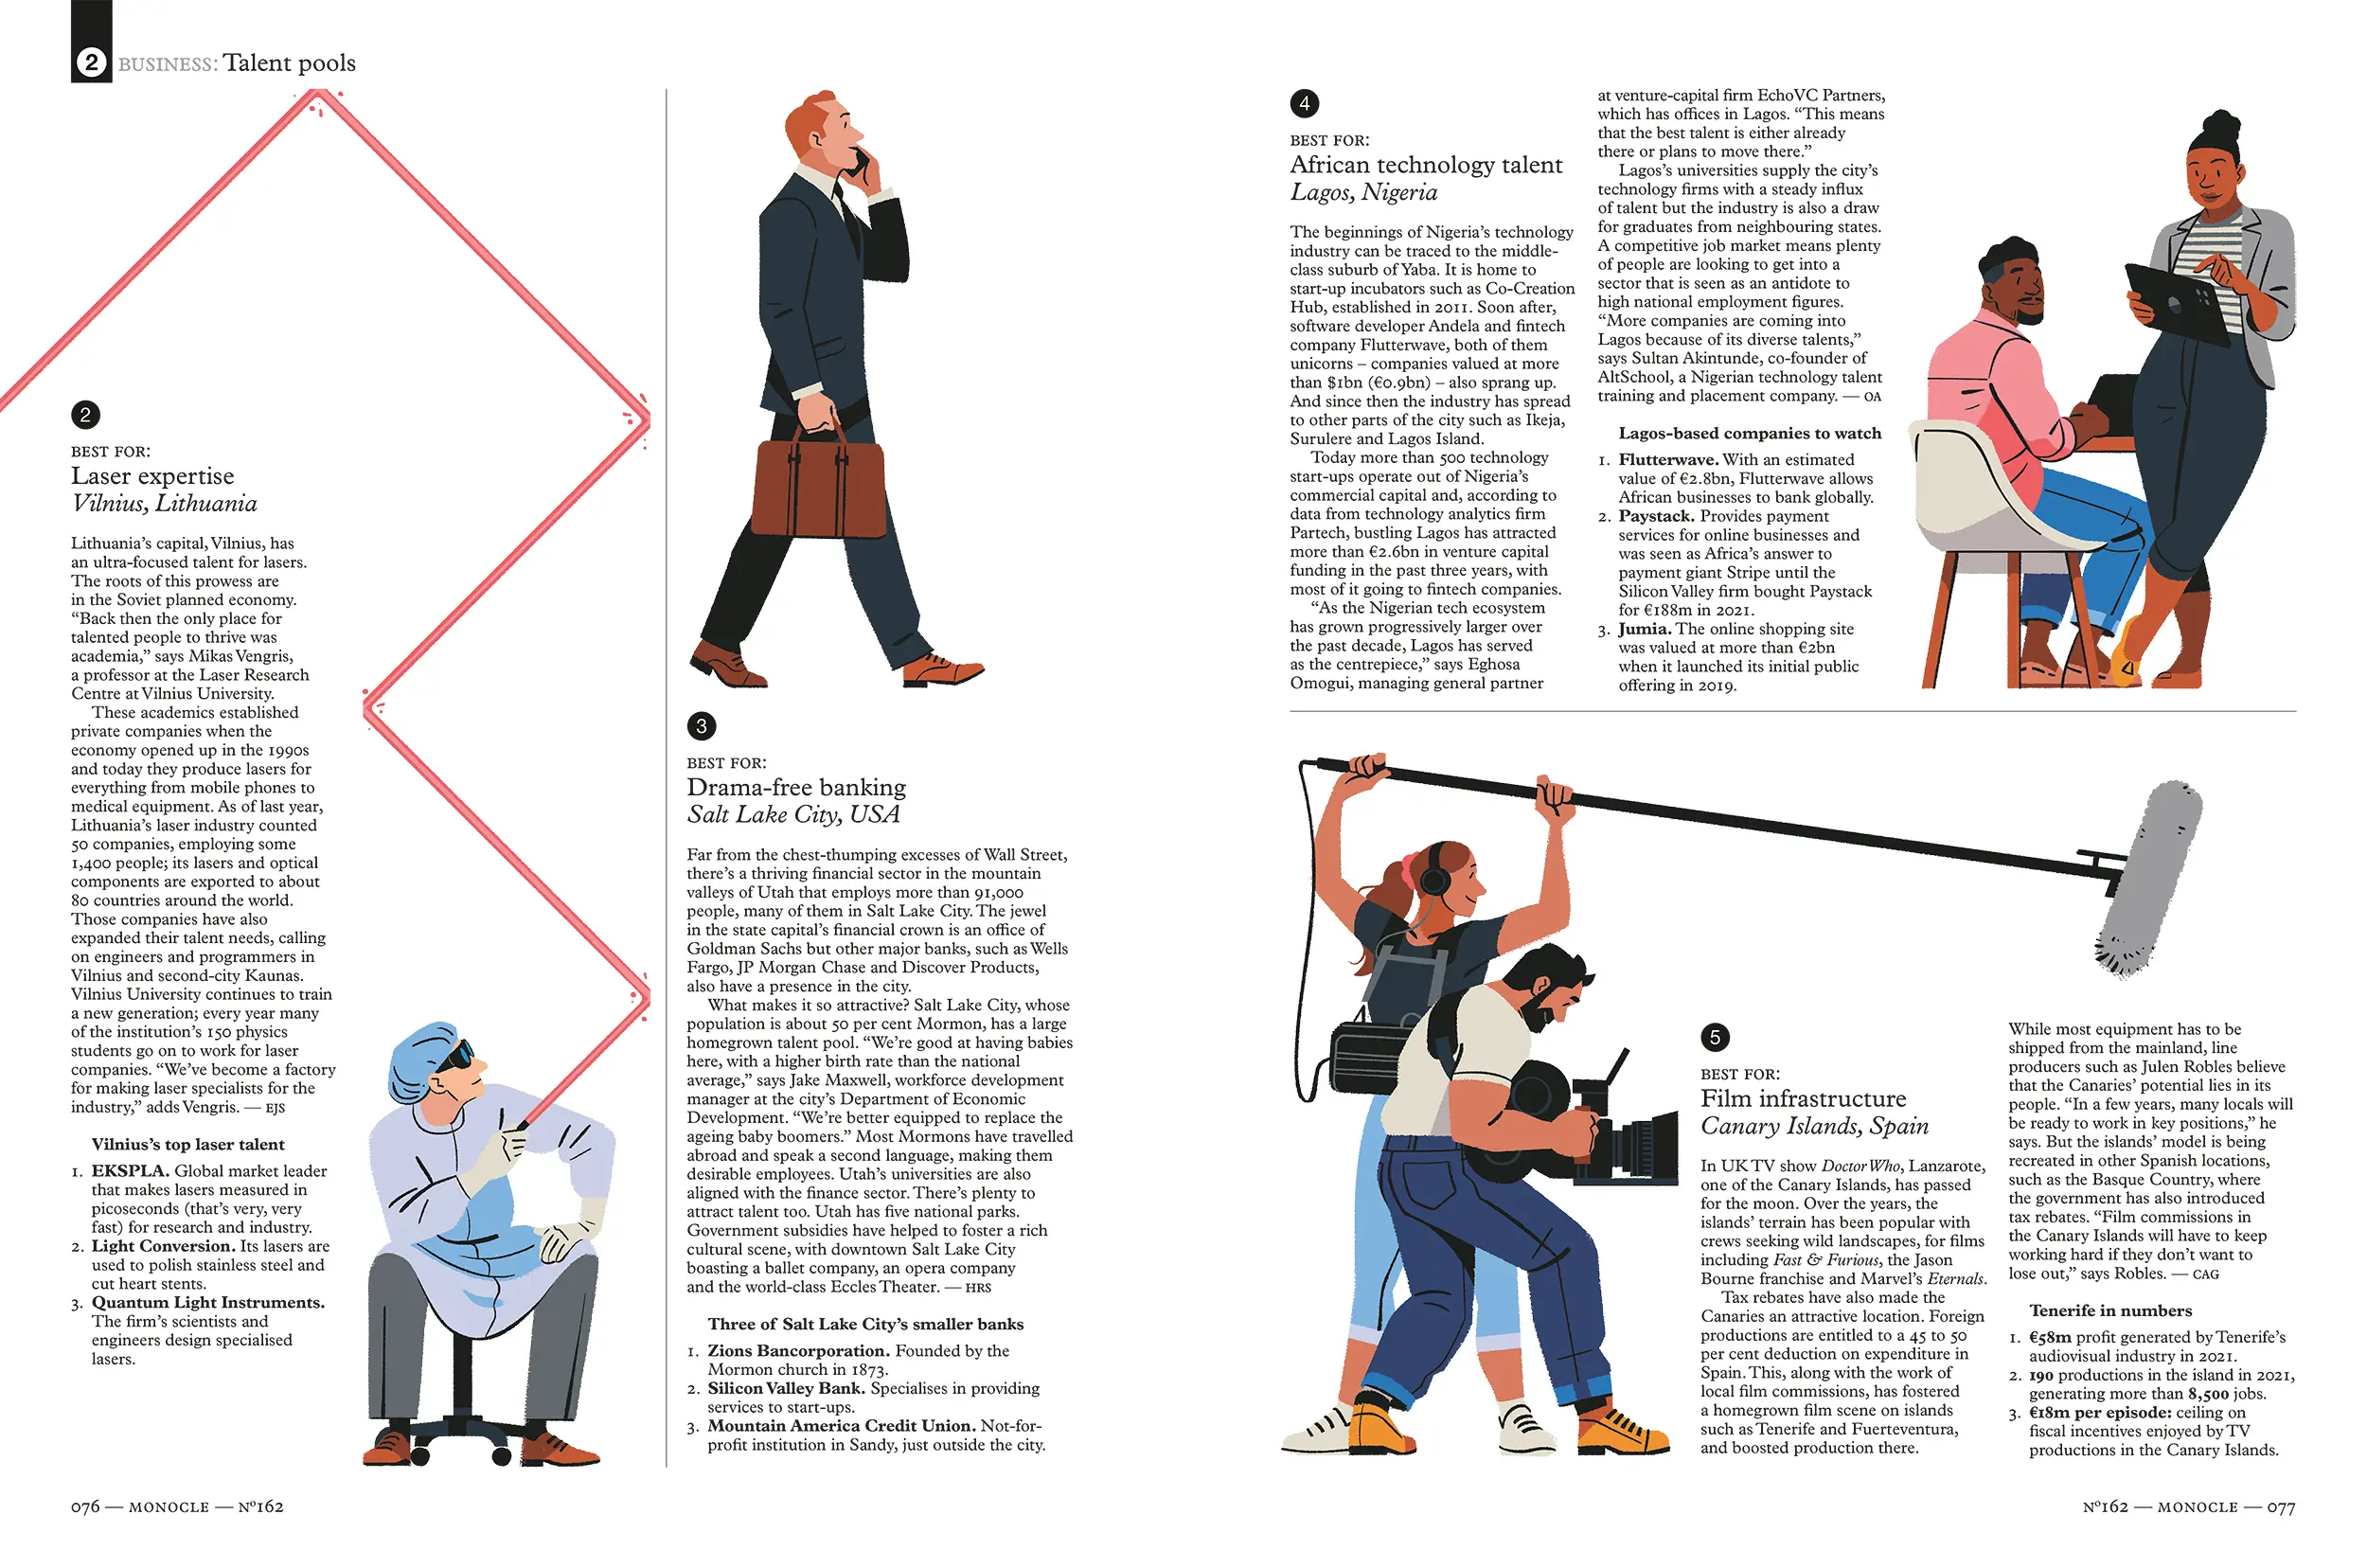 2 BUSINESS: Talent pools
2
BEST FOR:
Laser expertise
Vilnius, Lithuania
Lithuania’s capital, Vilnius, has
an ultra-focused talent for lasers.
The roots of this prowess are
in the Soviet planned economy.
“Back then the only place for
talented people to thrive was
academia,” says Mikas Vengris,
a professor at the Laser Research
Centre at Vilnius University.
These academics established
private companies when the
economy opened up in the 1990s
and today they produce lasers for
everything from mobile phones to
medical equipment. As of last year,
Lithuania’s laser industry counted
50 companies, employing some
1,400 people; its lasers and optical
components are exported to about
80 countries around the world.
Those companies have also
expanded their talent needs, calling
on engineers and programmers in
Vilnius and second-city Kaunas.
Vilnius University continues to train
a new generation; every year many
of the institution’s 150 physics
students go on to work for laser
companies. “We’ve become a factory
for making laser specialists for the
industry,” adds Vengris. — EJS
Vilnius’s top laser talent
1. EKSPLA. Global market leader
that makes lasers measured in
picoseconds (that’s very, very
fast) for research and industry.
2. Light Conversion. Its lasers are
used to polish stainless steel and
cut heart stents.
3. Quantum Light Instruments.
The firm’s scientists and
engineers design specialised
lasers.
3
BEST FOR:
Drama-free banking
Salt Lake City, USA
Far from the chest-thumping excesses of Wall Street,
there’s a thriving financial sector in the mountain
valleys of Utah that employs more than 91,000
people, many of them in Salt Lake City. The jewel
in the state capital’s financial crown is an office of
Goldman Sachs but other major banks, such as Wells
Fargo, JP Morgan Chase and Discover Products,
also have a presence in the city.
What makes it so attractive? Salt Lake City, whose
population is about 50 per cent Mormon, has a large
homegrown talent pool. “We’re good at having babies
here, with a higher birth rate than the national
average,” says Jake Maxwell, workforce development
manager at the city’s Department of Economic
Development. “We’re better equipped to replace the
ageing baby boomers.” Most Mormons have travelled
abroad and speak a second language, making them
desirable employees. Utah’s universities are also
aligned with the finance sector. There’s plenty to
attract talent too. Utah has five national parks.
Government subsidies have helped to foster a rich
cultural scene, with downtown Salt Lake City
boasting a ballet company, an opera company
and the world-class Eccles Theater. — HRS
Three of Salt Lake City’s smaller banks
1. Zions Bancorporation. Founded by the
Mormon church in 1873.
2. Silicon Valley Bank. Specialises in providing
services to start-ups.
3. Mountain America Credit Union. Not-for-
profit institution in Sandy, just outside the city.
076 — MONOCLE — Nº162
4
BEST FOR:
African technology talent
Lagos, Nigeria
The beginnings of Nigeria’s technology
industry can be traced to the middle-
class suburb of Yaba. It is home to
start-up incubators such as Co-Creation
Hub, established in 2011. Soon after,
software developer Andela and fintech
company Flutterwave, both of them
unicorns – companies valued at more
than $1bn (€0.9bn) – also sprang up.
And since then the industry has spread
to other parts of the city such as Ikeja,
Surulere and Lagos Island.
Today more than 500 technology
start-ups operate out of Nigeria’s
commercial capital and, according to
data from technology analytics firm
Partech, bustling Lagos has attracted
more than €2.6bn in venture capital
funding in the past three years, with
most of it going to fintech companies.
“As the Nigerian tech ecosystem
has grown progressively larger over
the past decade, Lagos has served
as the centrepiece,” says Eghosa
Omogui, managing general partner
at venture-capital firm EchoVC Partners,
which has offices in Lagos. “This means
that the best talent is either already
there or plans to move there.”
Lagos’s universities supply the city’s
technology firms with a steady influx
of talent but the industry is also a draw
for graduates from neighbouring states.
A competitive job market means plenty
of people are looking to get into a
sector that is seen as an antidote to
high national employment figures.
“More companies are coming into
Lagos because of its diverse talents,”
says Sultan Akintunde, co-founder of
AltSchool, a Nigerian technology talent
training and placement company. — OA
Lagos-based companies to watch
1. Flutterwave. With an estimated
value of €2.8bn, Flutterwave allows
African businesses to bank globally.
2. Paystack. Provides payment
services for online businesses and
was seen as Africa’s answer to
payment giant Stripe until the
Silicon Valley firm bought Paystack
for €188m in 2021.
3. Jumia. The online shopping site
was valued at more than €2bn
when it launched its initial public
offering in 2019.
5
BEST FOR:
Film infrastructure
Canary Islands, Spain
In UK TV show Doctor Who, Lanzarote,
one of the Canary Islands, has passed
for the moon. Over the years, the
islands’ terrain has been popular with
crews seeking wild landscapes, for films
including Fast & Furious, the Jason
Bourne franchise and Marvel’s Eternals.
Tax rebates have also made the
Canaries an attractive location. Foreign
productions are entitled to a 45 to 50
per cent deduction on expenditure in
Spain. This, along with the work of
local film commissions, has fostered
a homegrown film scene on islands
such as Tenerife and Fuerteventura,
and boosted production there.
While most equipment has to be
shipped from the mainland, line
producers such as Julen Robles believe
that the Canaries’ potential lies in its
people. “In a few years, many locals will
be ready to work in key positions,” he
says. But the islands’ model is being
recreated in other Spanish locations,
such as the Basque Country, where
the government has also introduced
tax rebates. “Film commissions in
the Canary Islands will have to keep
working hard if they don’t want to
lose out,” says Robles. — CAG
Tenerife in numbers
1. €58m profit generated by Tenerife’s
audiovisual industry in 2021.
2. 190 productions in the island in 2021,
generating more than 8,500 jobs.
3. €18m per episode: ceiling on
fiscal incentives enjoyed by TV
productions in the Canary Islands.
Nº162 — MONOCLE — 077